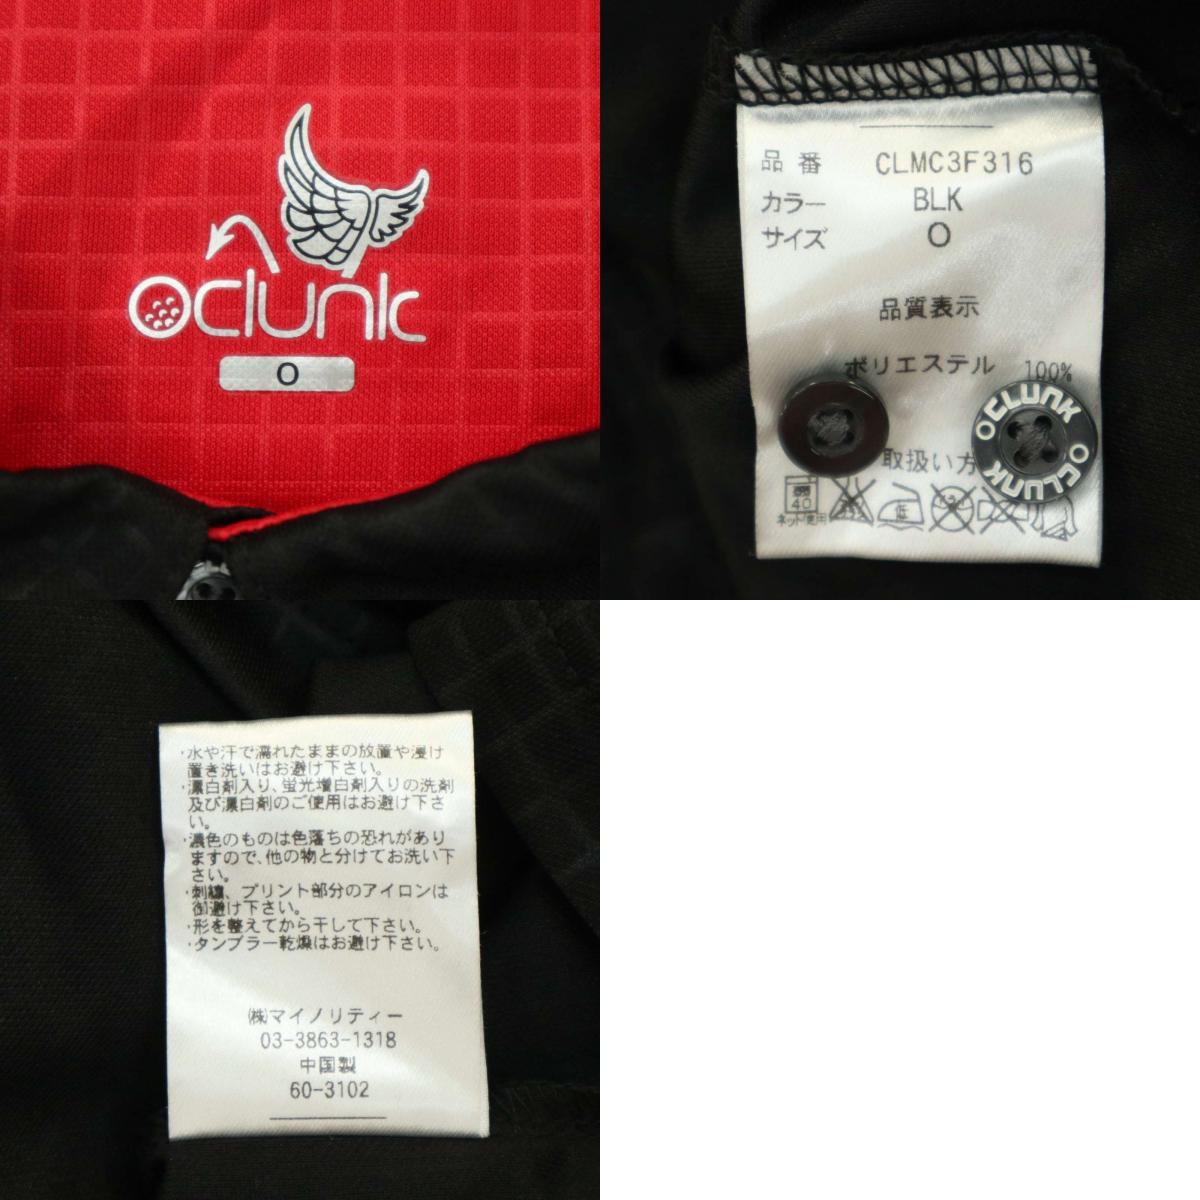 Oclunk
O
品番 CLMC3F316
カラー BLK
サイズ O
品質表示
ポリエステル 100%
OCLUNK
OCLUNK
取扱い方
40
低
ネット使用
・水や汗で濡れたままの放置や浸け
置き洗いはお避け下さい。
・漂白剤入り、蛍光増白剤入りの洗剤
及び漂白剤のご使用はお避け下さ
い。
・濃色のものは色落ちの恐れがあり
ますので、他の物と分けてお洗い下
さい。
・刺繍、プリント部分のアイロンは
御避け下さい。
・形を整えてから干して下さい。
・タンブラー乾燥はお避け下さい。
㈱マイノリティー
03-3863-1318
中国製
60-3102